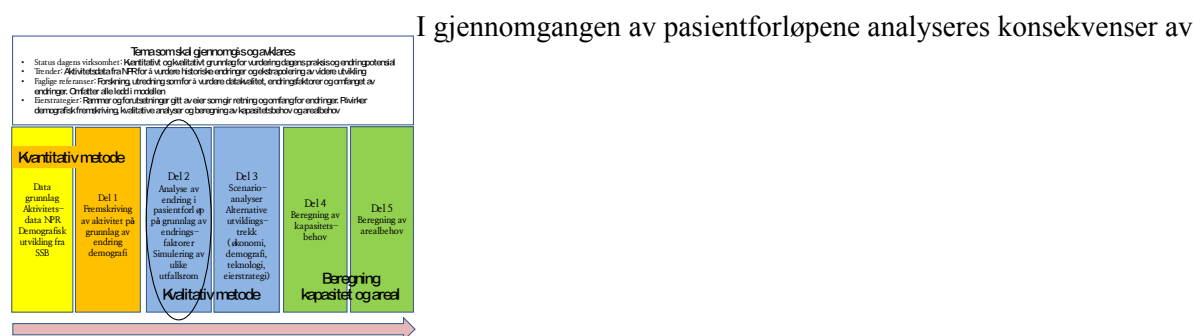 I gjennomgangen av pasientforløpene analyseres konsekvenser av
Tema som skal gjennomgås og avklares
• Status dagens virksomhet: Kvantitativt og kvalitativt grunnlag for vurdering dagens praksis og endringpotensial
• Trender: Aktivitetsdata fra NPR for å vurdere historiske endringer og ekstrapolering av videre utvikling
• Faglige referanser: Forskning, utredning som for å vurdere datakvalitet, endringsfaktorer og omfanget av
endringer. Omfatter alle ledd i modellen
• Eierstrategier: Rammer og forutsetninger gitt av eier som gir retning og omfang for endringer. Påvirker
demografisk fremskriving, kvalitative analyser og beregning av kapasitetsbehov og arealbehov
Kvantitativ metode
Data
grunnlag
Aktivitets-
data NPR
Demografisk
utvikling fra
SSB
Del 1
Fremskriving
av aktivitet på
grunnlag av
endring
demografi
Del 2
Analyse av
endring i
pasientforløp
på grunnlag av
endrings-
faktorer
Simulering av
ulike
utfallsrom
Del 3
Scenario-
analyser
Alternative
utviklings-
trekk
(økonomi,
demografi,
teknologi,
eierstrategi)
Kvalitativ metode
Del 4
Beregning av
kapasitets-
behov
Del 5
Beregning av
arealbehov
Beregning
kapasitet og areal